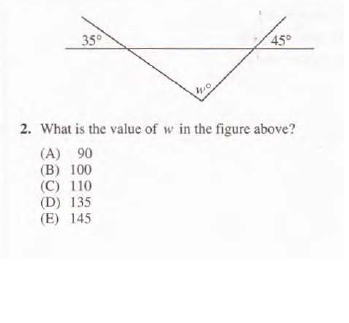 35°
45°
w°
2. What is the value of w in the figure above?
(A) 90
(B) 100
(C) 110
(D) 135
(E) 145